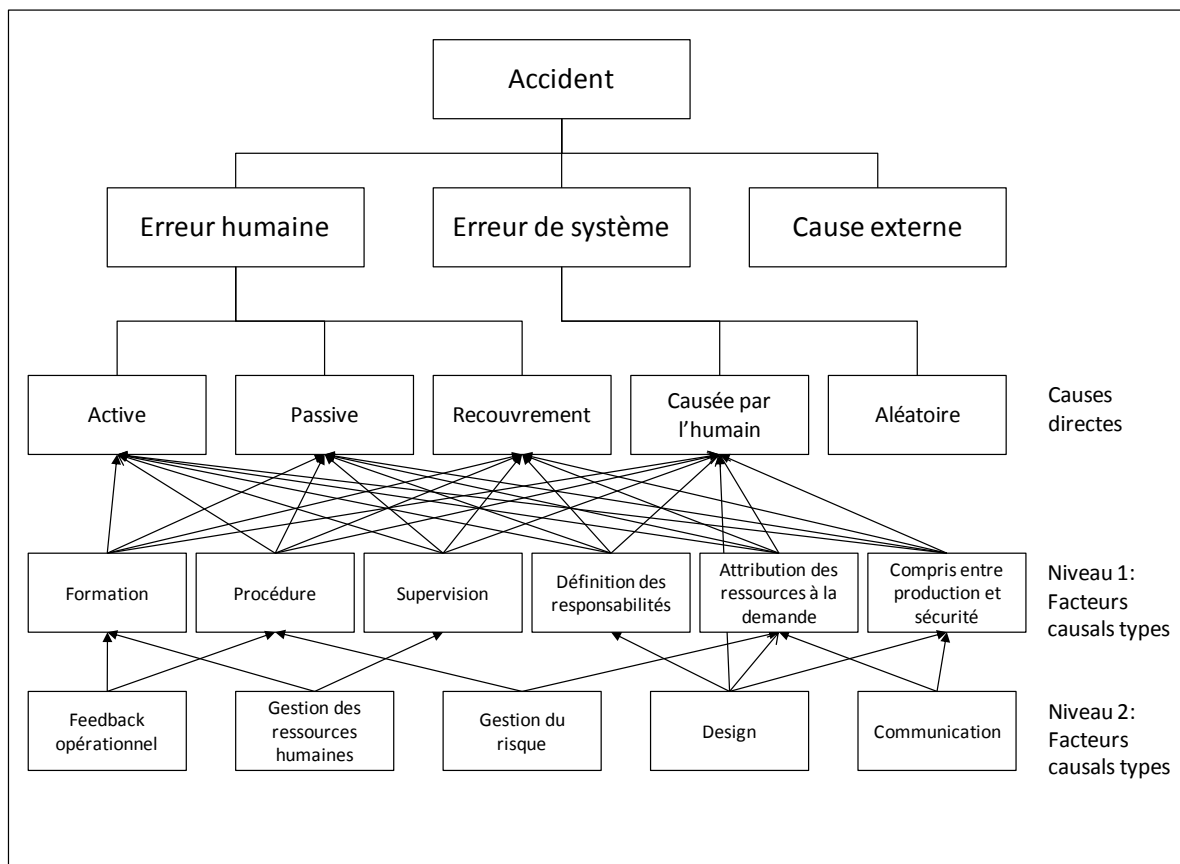 Accident
Erreur humaine
Erreur de système
Cause externe
Active
Passive
Recouvrement
Causée par
l’humain
Aléatoire
Causes
directes
Formation
Procédure
Supervision
Définition des
responsabilités
Attribution des
ressources à la
demande
Compris entre
production et
sécurité
Niveau 1:
Facteurs
causals types
Feedback
opérationnel
Gestion des
ressources
humaines
Gestion du
risque
Design
Communication
Niveau 2:
Facteurs
causals types